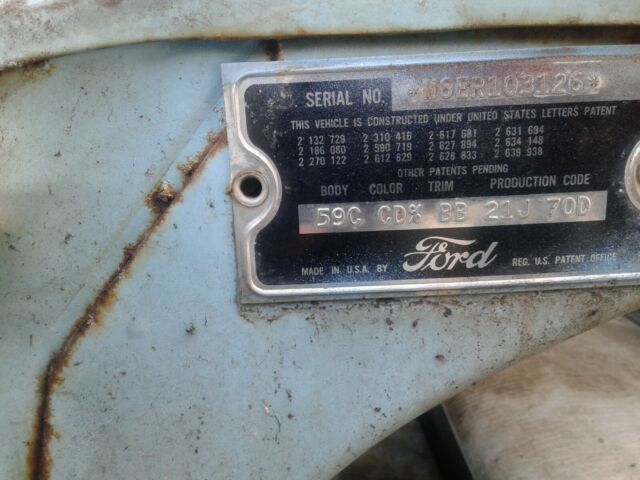 SERIAL NO. *M6ER103126*
THIS VEHICLE IS CONSTRUCTED UNDER UNITED STATES LETTERS PATENT
2 132 729 2 310 416 2 617 681 2 631 694
2 186 080 2 590 719 2 627 894 2 634 148
2 270 122 2 612 829 2 628 833 2 639 938
OTHER PATENTS PENDING
BODY COLOR TRIM PRODUCTION CODE
59C CD% BB 21J 70D
MADE IN U.S.A. BY Ford REG. U.S. PATENT OFFICE